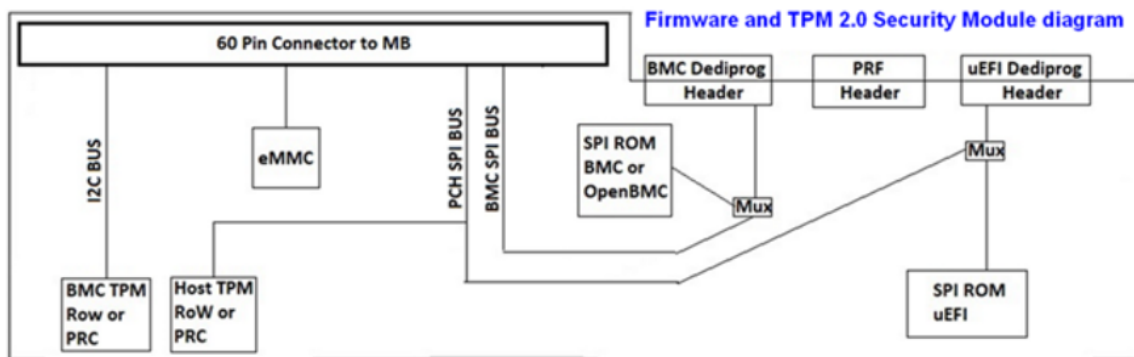 Firmware and TPM 2.0 Security Module diagram
60 Pin Connector to MB
BMC Dediprog
Header
PRF
Header
uEFI Dediprog
Header
I2C BUS
eMMC
PCH SPI BUS
BMC SPI BUS
SPI ROM
BMC or
OpenBMC
Mux
Mux
BMC TPM
Row or
PRC
Host TPM
RoW or
PRC
SPI ROM
uEFI